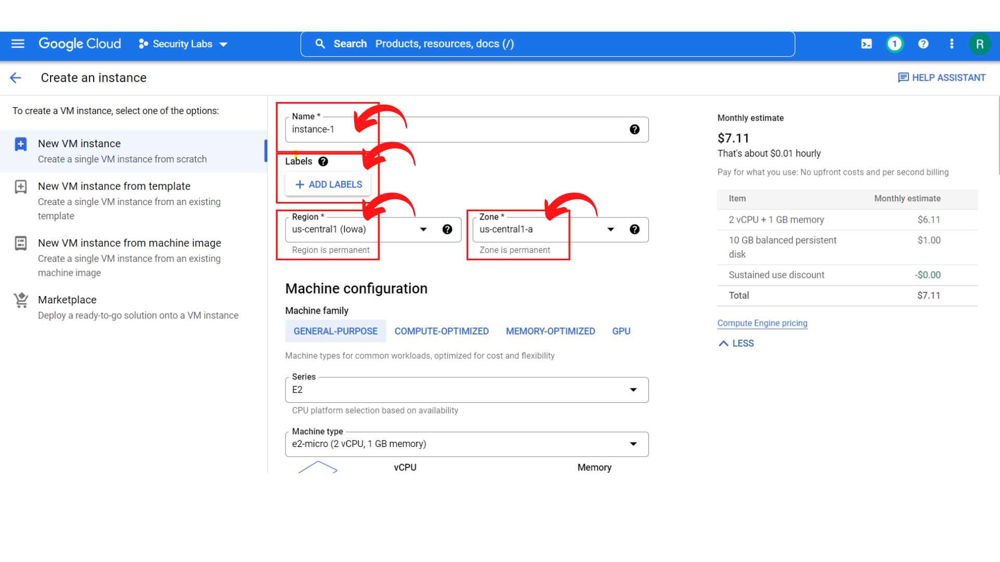 Google Cloud
Security Labs
Search Products, resources, docs (/)
1
R
Create an instance
HELP ASSISTANT
To create a VM instance, select one of the options:
New VM instance
Create a single VM instance from scratch
New VM instance from template
Create a single VM instance from an existing
template
New VM instance from machine image
Create a single VM instance from an existing
machine image
Marketplace
Deploy a ready-to-go solution onto a VM instance
Name *
instance-1
Labels
ADD LABELS
Region *
us-central1 (Iowa)
Region is permanent
Zone *
us-central1-a
Zone is permanent
Machine configuration
Machine family
GENERAL-PURPOSE COMPUTE-OPTIMIZED MEMORY-OPTIMIZED GPU
Machine types for common workloads, optimized for cost and flexibility
Series
E2
CPU platform selection based on availability
Machine type
e2-micro (2 vCPU, 1 GB memory)
vCPU Memory
Monthly estimate
$7.11
That's about $0.01 hourly
Pay for what you use: No upfront costs and per second billing
Item Monthly estimate
2 vCPU + 1 GB memory $6.11
10 GB balanced persistent $1.00
disk
Sustained use discount -$0.00
Total $7.11
Compute Engine pricing
LESS